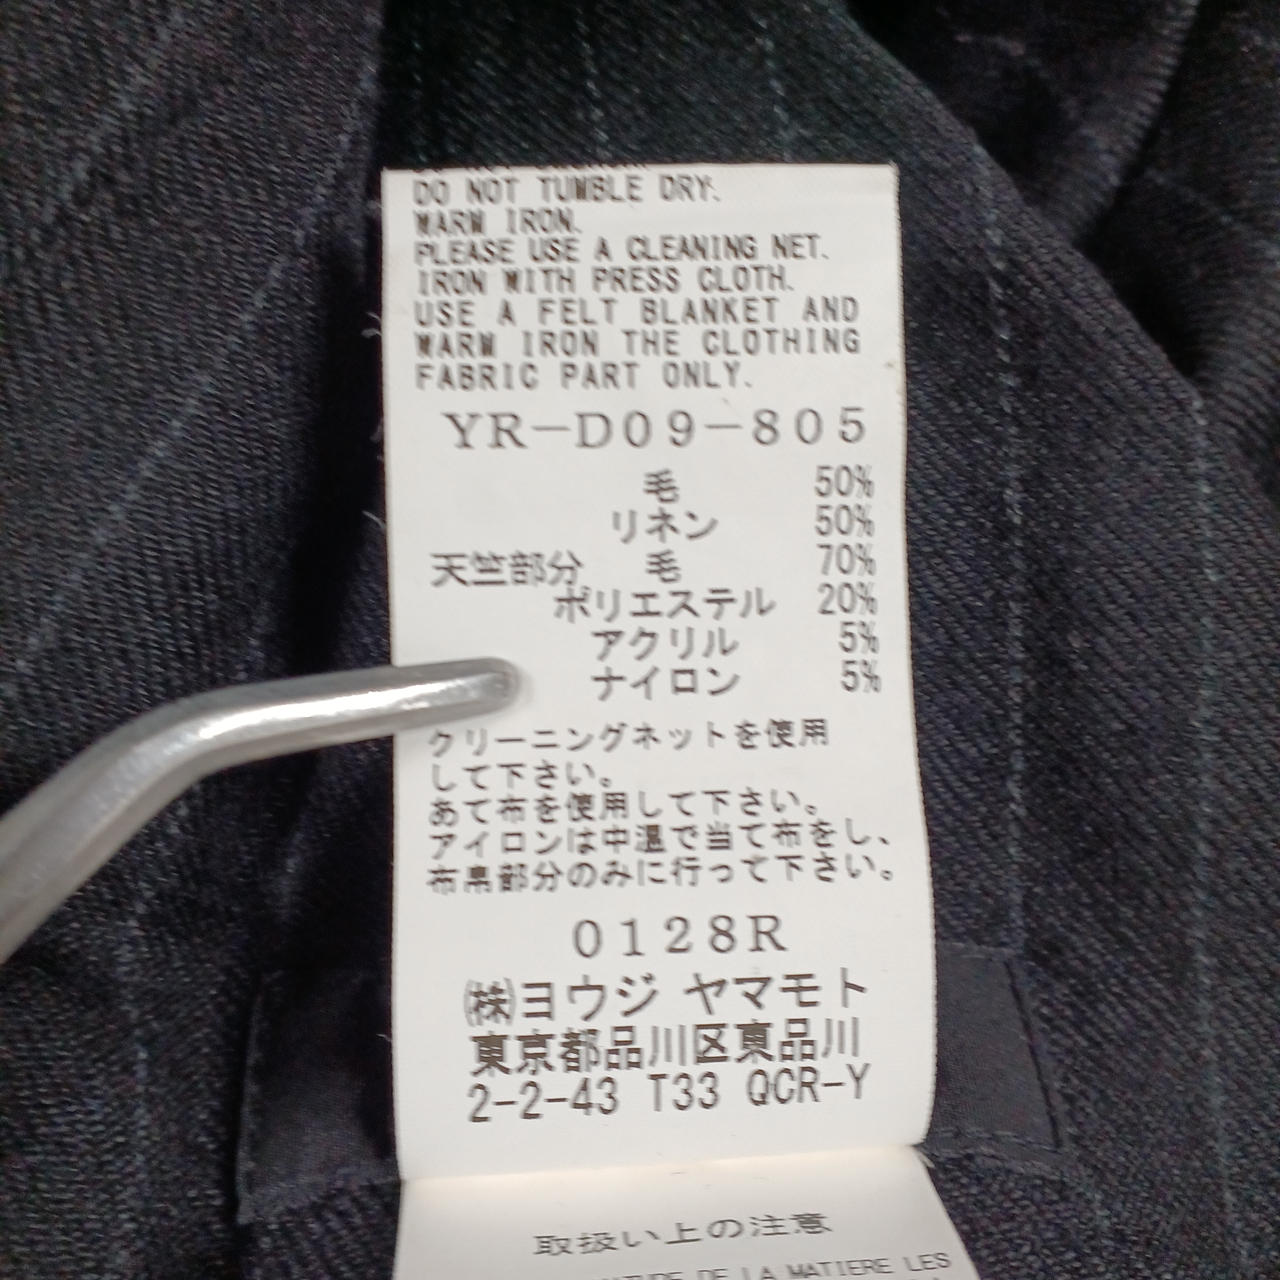 DO NOT TUMBLE DRY.
WARM IRON.
PLEASE USE A CLEANING NET.
IRON WITH PRESS CLOTH.
USE A FELT BLANKET AND
WARM IRON THE CLOTHING
FABRIC PART ONLY.
YR-D09-805
毛 50%
リネン 50%
天竺部分 毛 70%
ポリエステル 20%
アクリル 5%
ナイロン 5%
クリーニングネットを使用
して下さい。
あて布を使用して下さい。
アイロンは中温で当て布をし、
布帛部分のみに行って下さい。
0128R
㈱ヨウジ ヤマモト
東京都品川区東品川
2-2-43 T33 QCR-Y
取扱い上の注意
DE LA MATIERE LES